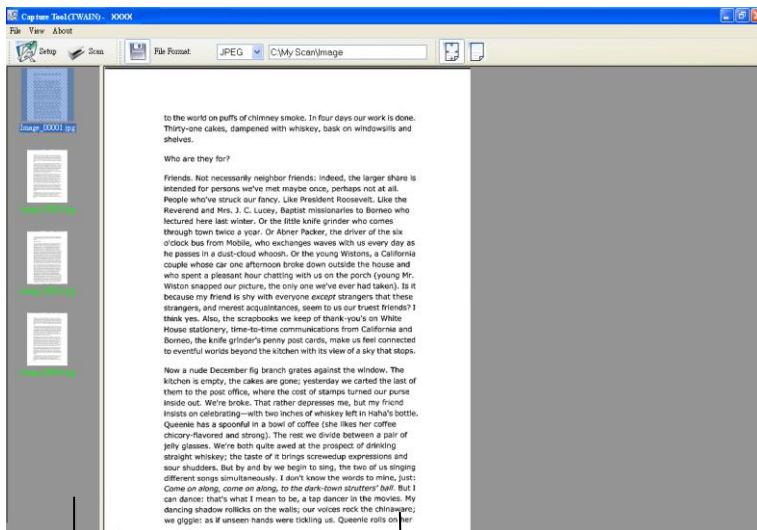 Capture Tool(TWAIN) - XXXX
File View About
Setup Scan File Format JPEG C:\My Scan\Image
Image_00001.jpg
to the world on puffs of chimney smoke. In four days our work is done.
Thirty-one cakes, dampened with whiskey, bask on windowsills and
shelves.
Who are they for?
Friends. Not necessarily neighbor friends: indeed, the larger share is
intended for persons we've met maybe once, perhaps not at all.
People who've struck our fancy. Like President Roosevelt. Like the
Reverend and Mrs. J. C. Lucey, Baptist missionaries to Borneo who
lectured here last winter. Or the little knife grinder who comes
through town twice a year. Or Abner Packer, the driver of the six
o'clock bus from Mobile, who exchanges waves with us every day as
he passes in a dust-cloud whoosh. Or the young Wistons, a California
couple whose car one afternoon broke down outside the house and
who spent a pleasant hour chatting with us on the porch (young Mr.
Wiston snapped our picture, the only one we've ever had taken). Is it
because my friend is shy with everyone except strangers that these
strangers, and merest acquaintances, seem to us our truest friends? I
think yes. Also, the scrapbooks we keep of thank-you's on White
House stationery, time-to-time communications from California and
Borneo, the knife grinder's penny post cards, make us feel connected
to eventful worlds beyond the kitchen with its view of a sky that stops.
Now a nude December fig branch grates against the window. The
kitchen is empty, the cakes are gone; yesterday we carted the last of
them to the post office, where the cost of stamps turned our purse
inside out. We're broke. That rather depresses me, but my friend
insists on celebrating—with two inches of whiskey left in Haha's bottle.
Queenie has a spoonful in a bowl of coffee (she likes her coffee
chicory-flavored and strong). The rest we divide between a pair of
jelly glasses. We're both quite awed at the prospect of drinking
straight whiskey; the taste of it brings screwedup expressions and
sour shudders. But by and by we begin to sing, the two of us singing
different songs simultaneously. I don't know the words to mine, just:
Come on along, come on along, to the dark-town strutters' ball. But I
can dance: that's what I mean to be, a tap dancer in the movies. My
dancing shadow rollicks on the walls; our voices rock the chinaware;
we giggle: as if unseen hands were tickling us. Queenie rolls on her